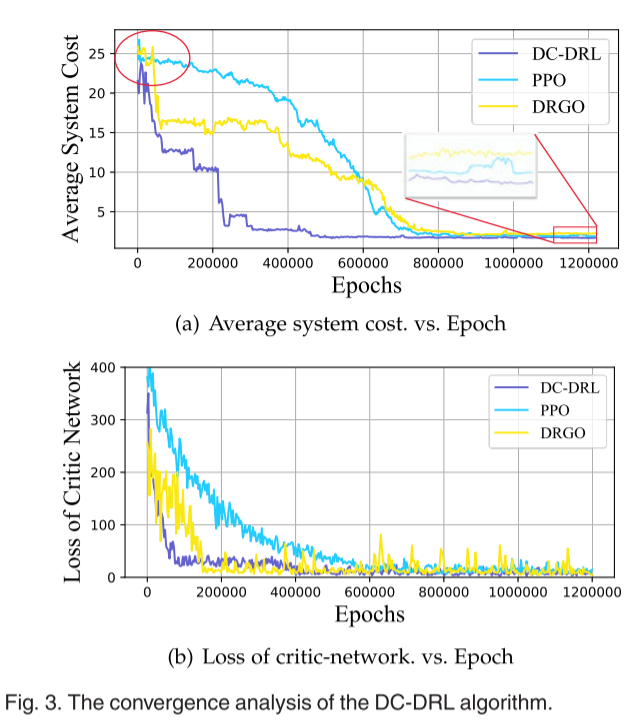 Average System Cost
25
20
15
10
5
DC-DRL
PPO
DRGO
0 200000 400000 600000 800000 1000000 1200000
Epochs
(a) Average system cost. vs. Epoch
Loss of Critic Network
400
300
200
100
0
DC-DRL
PPO
DRGO
0 200000 400000 600000 800000 1000000 1200000
Epochs
(b) Loss of critic-network. vs. Epoch
Fig. 3. The convergence analysis of the DC-DRL algorithm.